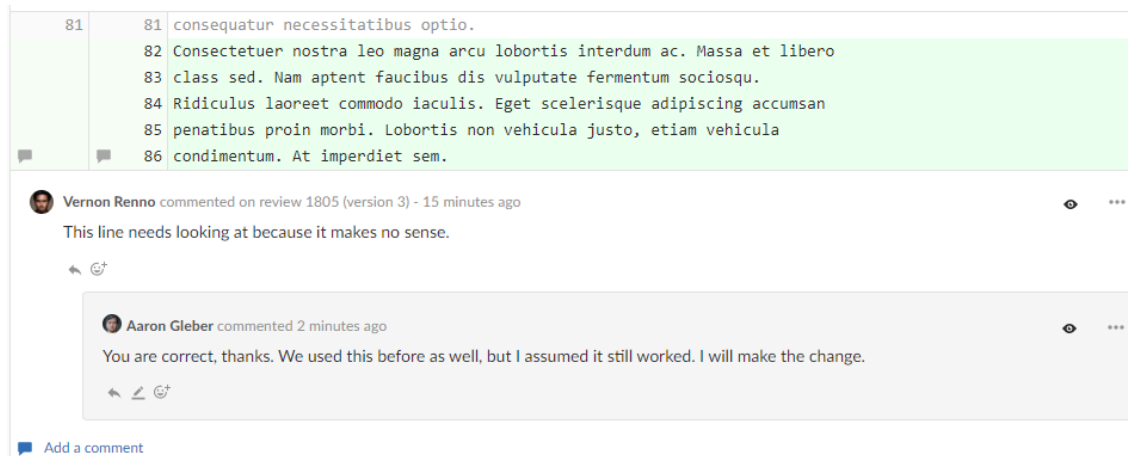 81 81 consequatur necessitatibus optio.
82 Consectetuer nostra leo magna arcu lobortis interdum ac. Massa et libero
83 class sed. Nam aptent faucibus dis vulputate fermentum sociosqu.
84 Ridiculus laoreet commodo iaculis. Eget scelerisque adipiscing accumsan
85 penatibus proin morbi. Lobortis non vehicula justo, etiam vehicula
86 condimentum. At imperdiet sem.
Vernon Renno commented on review 1805 (version 3) - 15 minutes ago
This line needs looking at because it makes no sense.
Aaron Gleber commented 2 minutes ago
You are correct, thanks. We used this before as well, but I assumed it still worked. I will make the change.
Add a comment